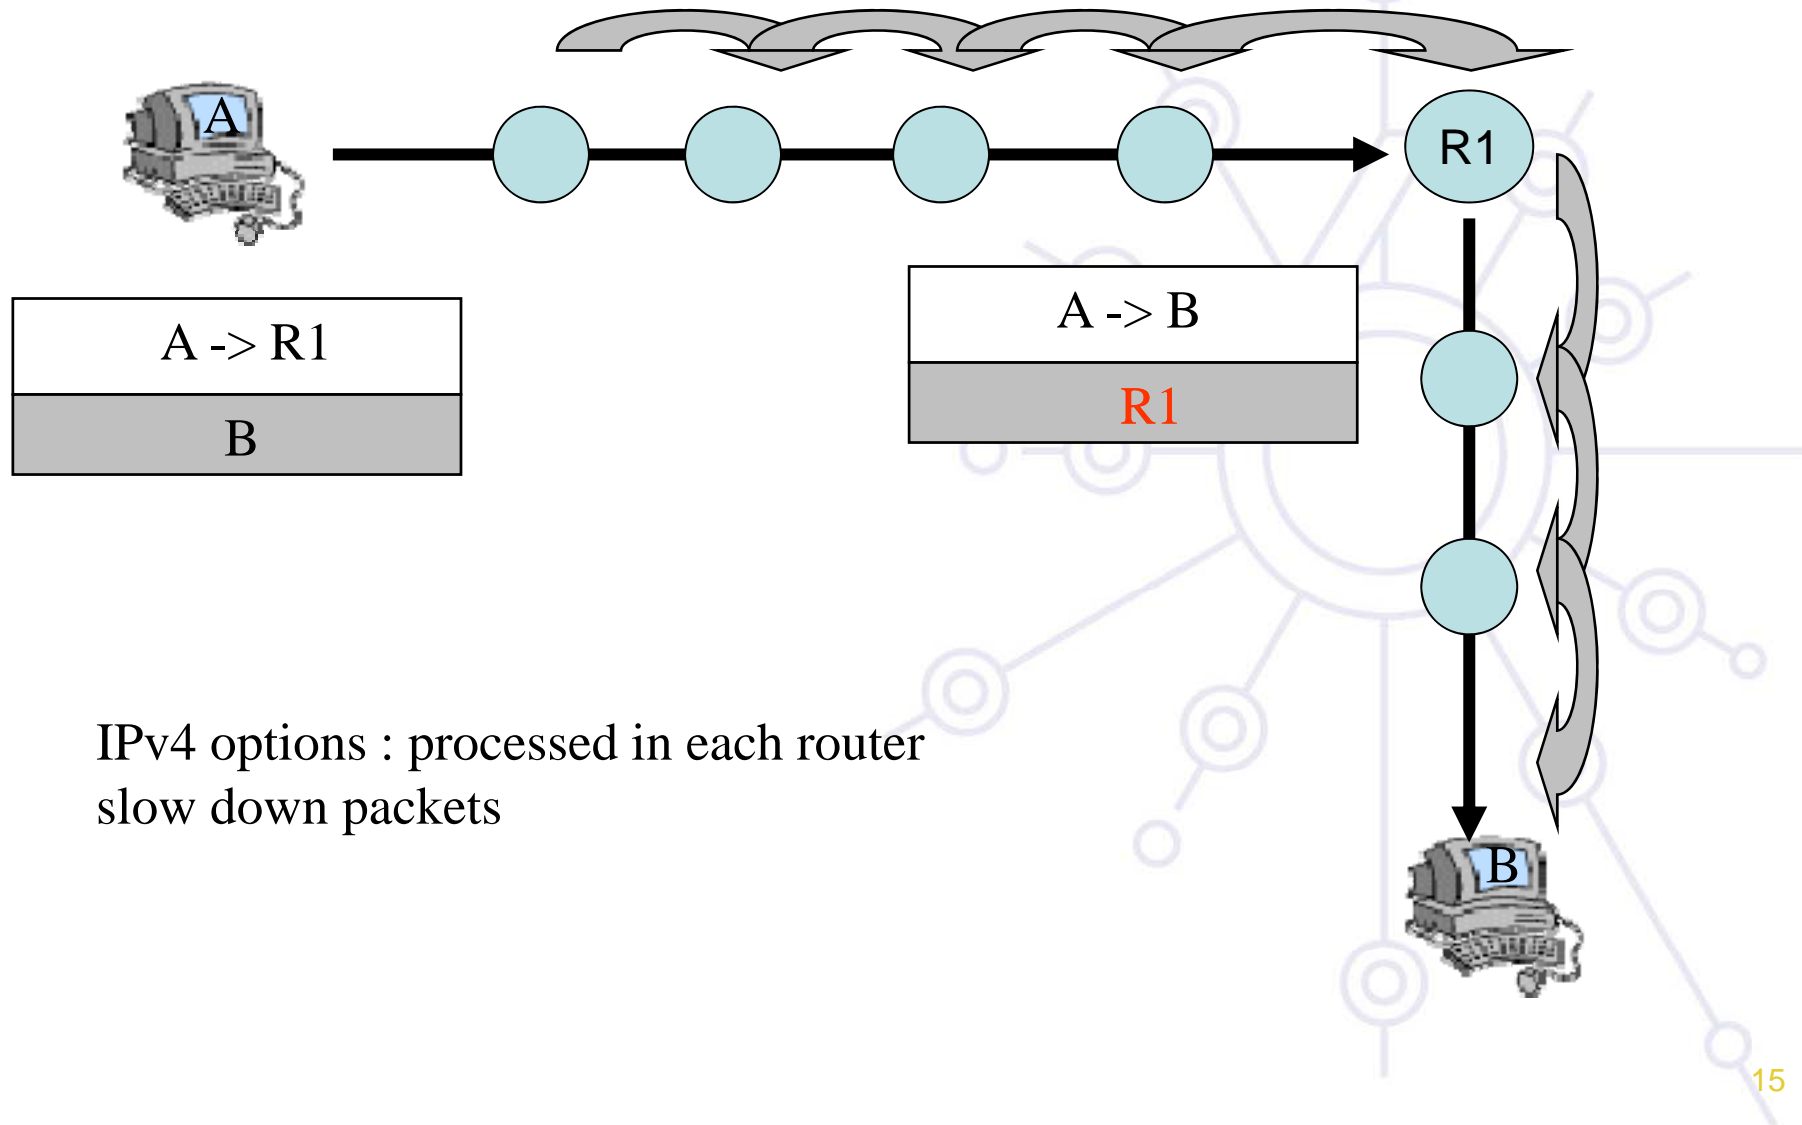 A
R1
A -> R1
B
A -> B
R1
IPv4 options : processed in each router
slow down packets
B
15